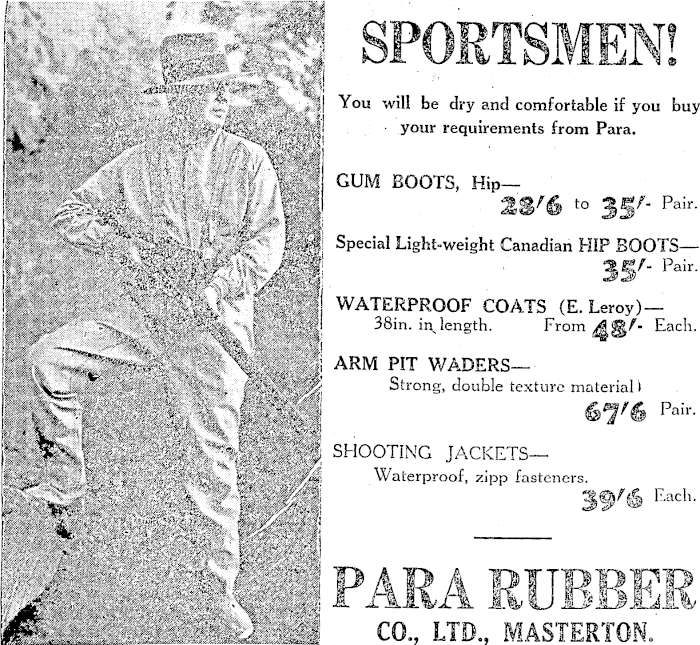 SPORTSMEN!
You will be dry and comfortable if you buy
your requirements from Para.
GUM BOOTS, Hip—
28'6 to 35'- Pair.
Special Light-weight Canadian HIP BOOTS—
35'- Pair.
WATERPROOF COATS (E. Leroy)—
38in. in length. From 48'- Each.
ARM PIT WADERS—
Strong, double texture material)
67'6 Pair.
SHOOTING JACKETS—
Waterproof, zipp fasteners.
39'6 Each.
PARA RUBBER
CO., LTD., MASTERTON.